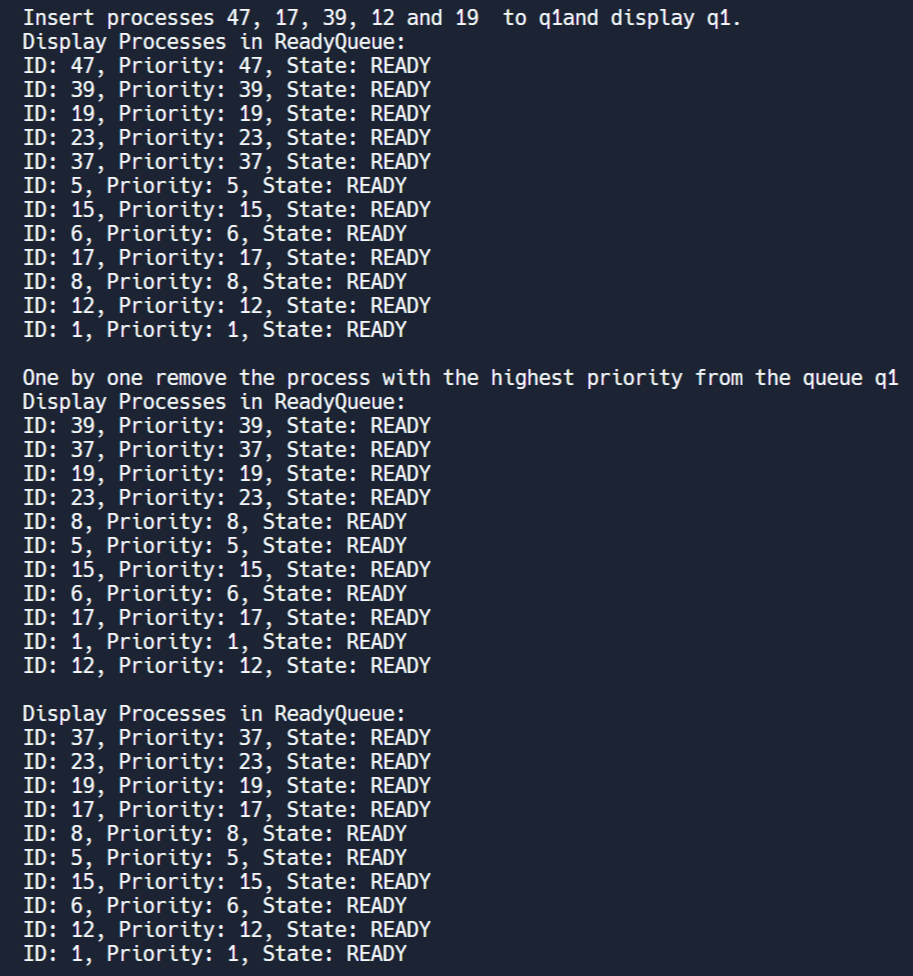 Insert processes 47, 17, 39, 12 and 19  to q1and display q1.
Display Processes in ReadyQueue:
ID: 47, Priority: 47, State: READY
ID: 39, Priority: 39, State: READY
ID: 19, Priority: 19, State: READY
ID: 23, Priority: 23, State: READY
ID: 37, Priority: 37, State: READY
ID: 5, Priority: 5, State: READY
ID: 15, Priority: 15, State: READY
ID: 6, Priority: 6, State: READY
ID: 17, Priority: 17, State: READY
ID: 8, Priority: 8, State: READY
ID: 12, Priority: 12, State: READY
ID: 1, Priority: 1, State: READY

One by one remove the process with the highest priority from the queue q1
Display Processes in ReadyQueue:
ID: 39, Priority: 39, State: READY
ID: 37, Priority: 37, State: READY
ID: 19, Priority: 19, State: READY
ID: 23, Priority: 23, State: READY
ID: 8, Priority: 8, State: READY
ID: 5, Priority: 5, State: READY
ID: 15, Priority: 15, State: READY
ID: 6, Priority: 6, State: READY
ID: 17, Priority: 17, State: READY
ID: 1, Priority: 1, State: READY
ID: 12, Priority: 12, State: READY

Display Processes in ReadyQueue:
ID: 37, Priority: 37, State: READY
ID: 23, Priority: 23, State: READY
ID: 19, Priority: 19, State: READY
ID: 17, Priority: 17, State: READY
ID: 8, Priority: 8, State: READY
ID: 5, Priority: 5, State: READY
ID: 15, Priority: 15, State: READY
ID: 6, Priority: 6, State: READY
ID: 12, Priority: 12, State: READY
ID: 1, Priority: 1, State: READY